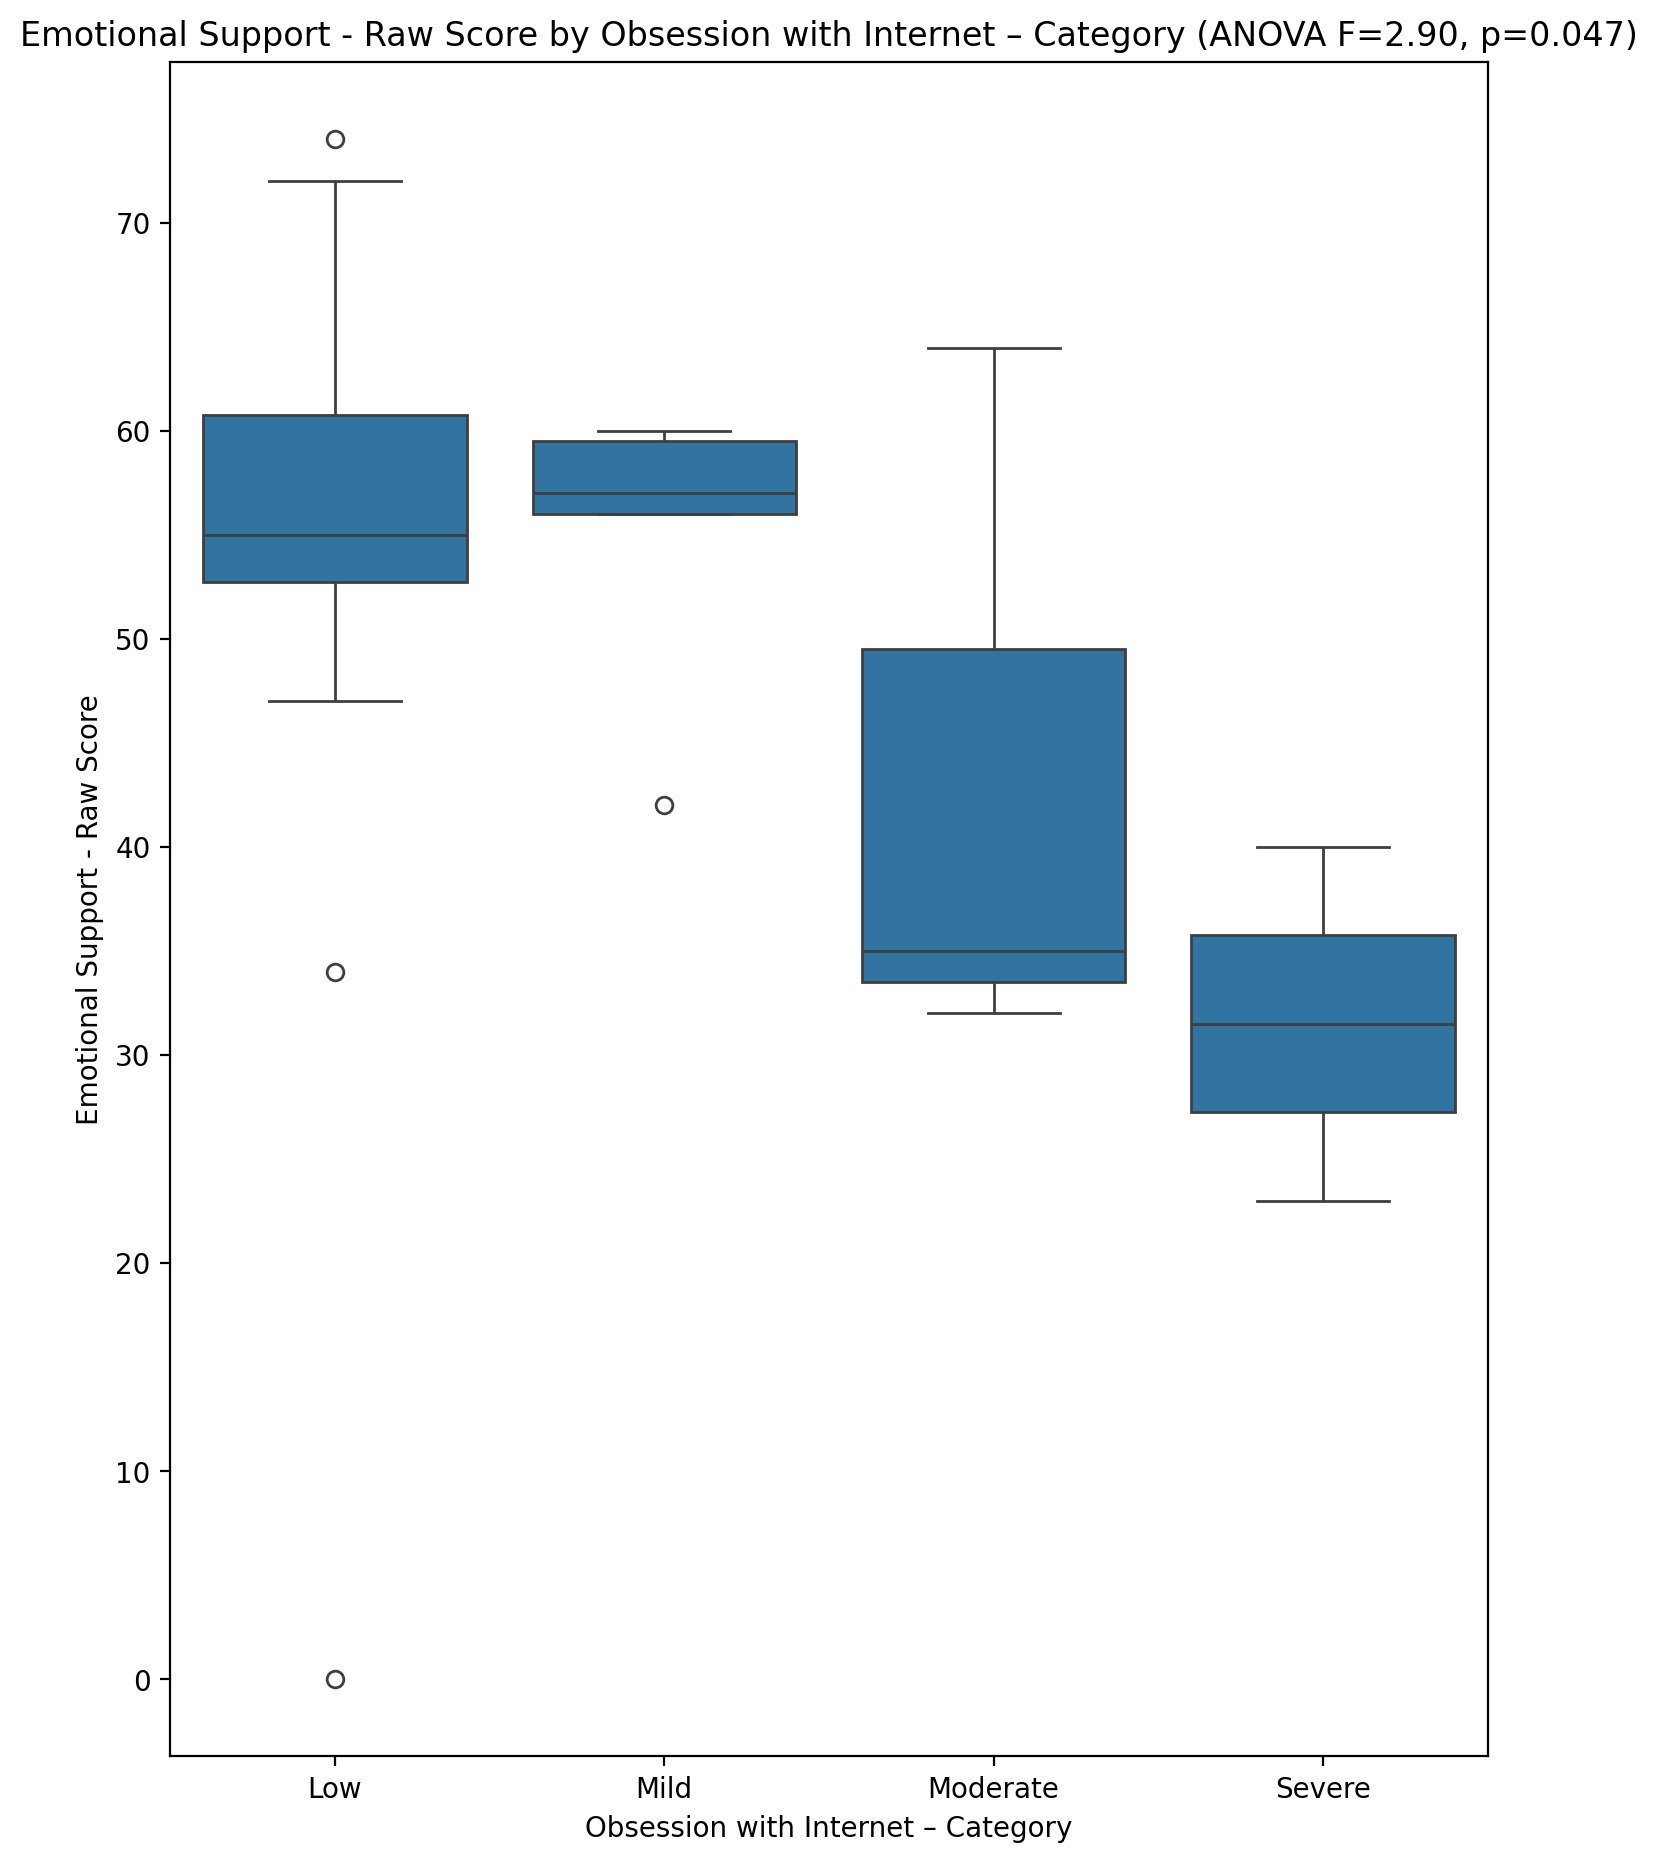 Emotional Support - Raw Score by Obsession with Internet – Category (ANOVA F=2.90, p=0.047)
Emotional Support - Raw Score
70
60
50
40
30
20
10
0
Low Mild Moderate Severe
Obsession with Internet – Category